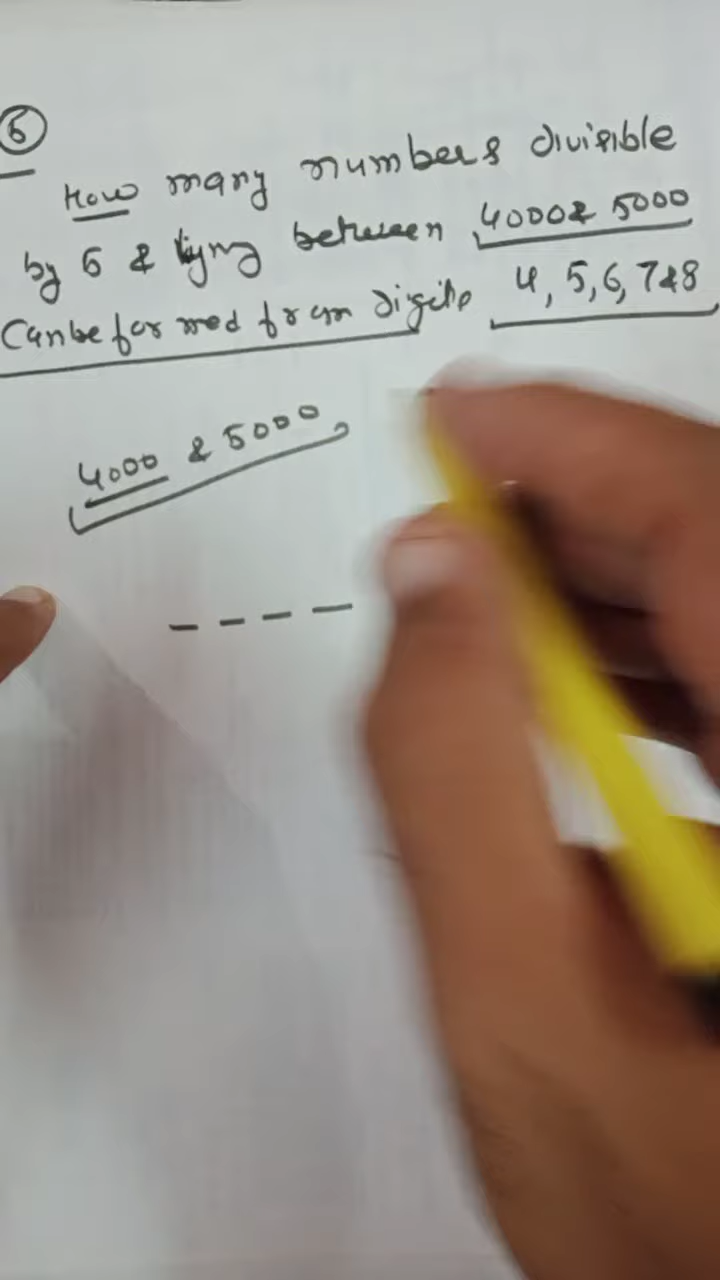 5
How many numbers divisible
by 5 & lying between 4000 & 5000
Can be formed from digits 4, 5, 6, 7 & 8
4000 & 5000